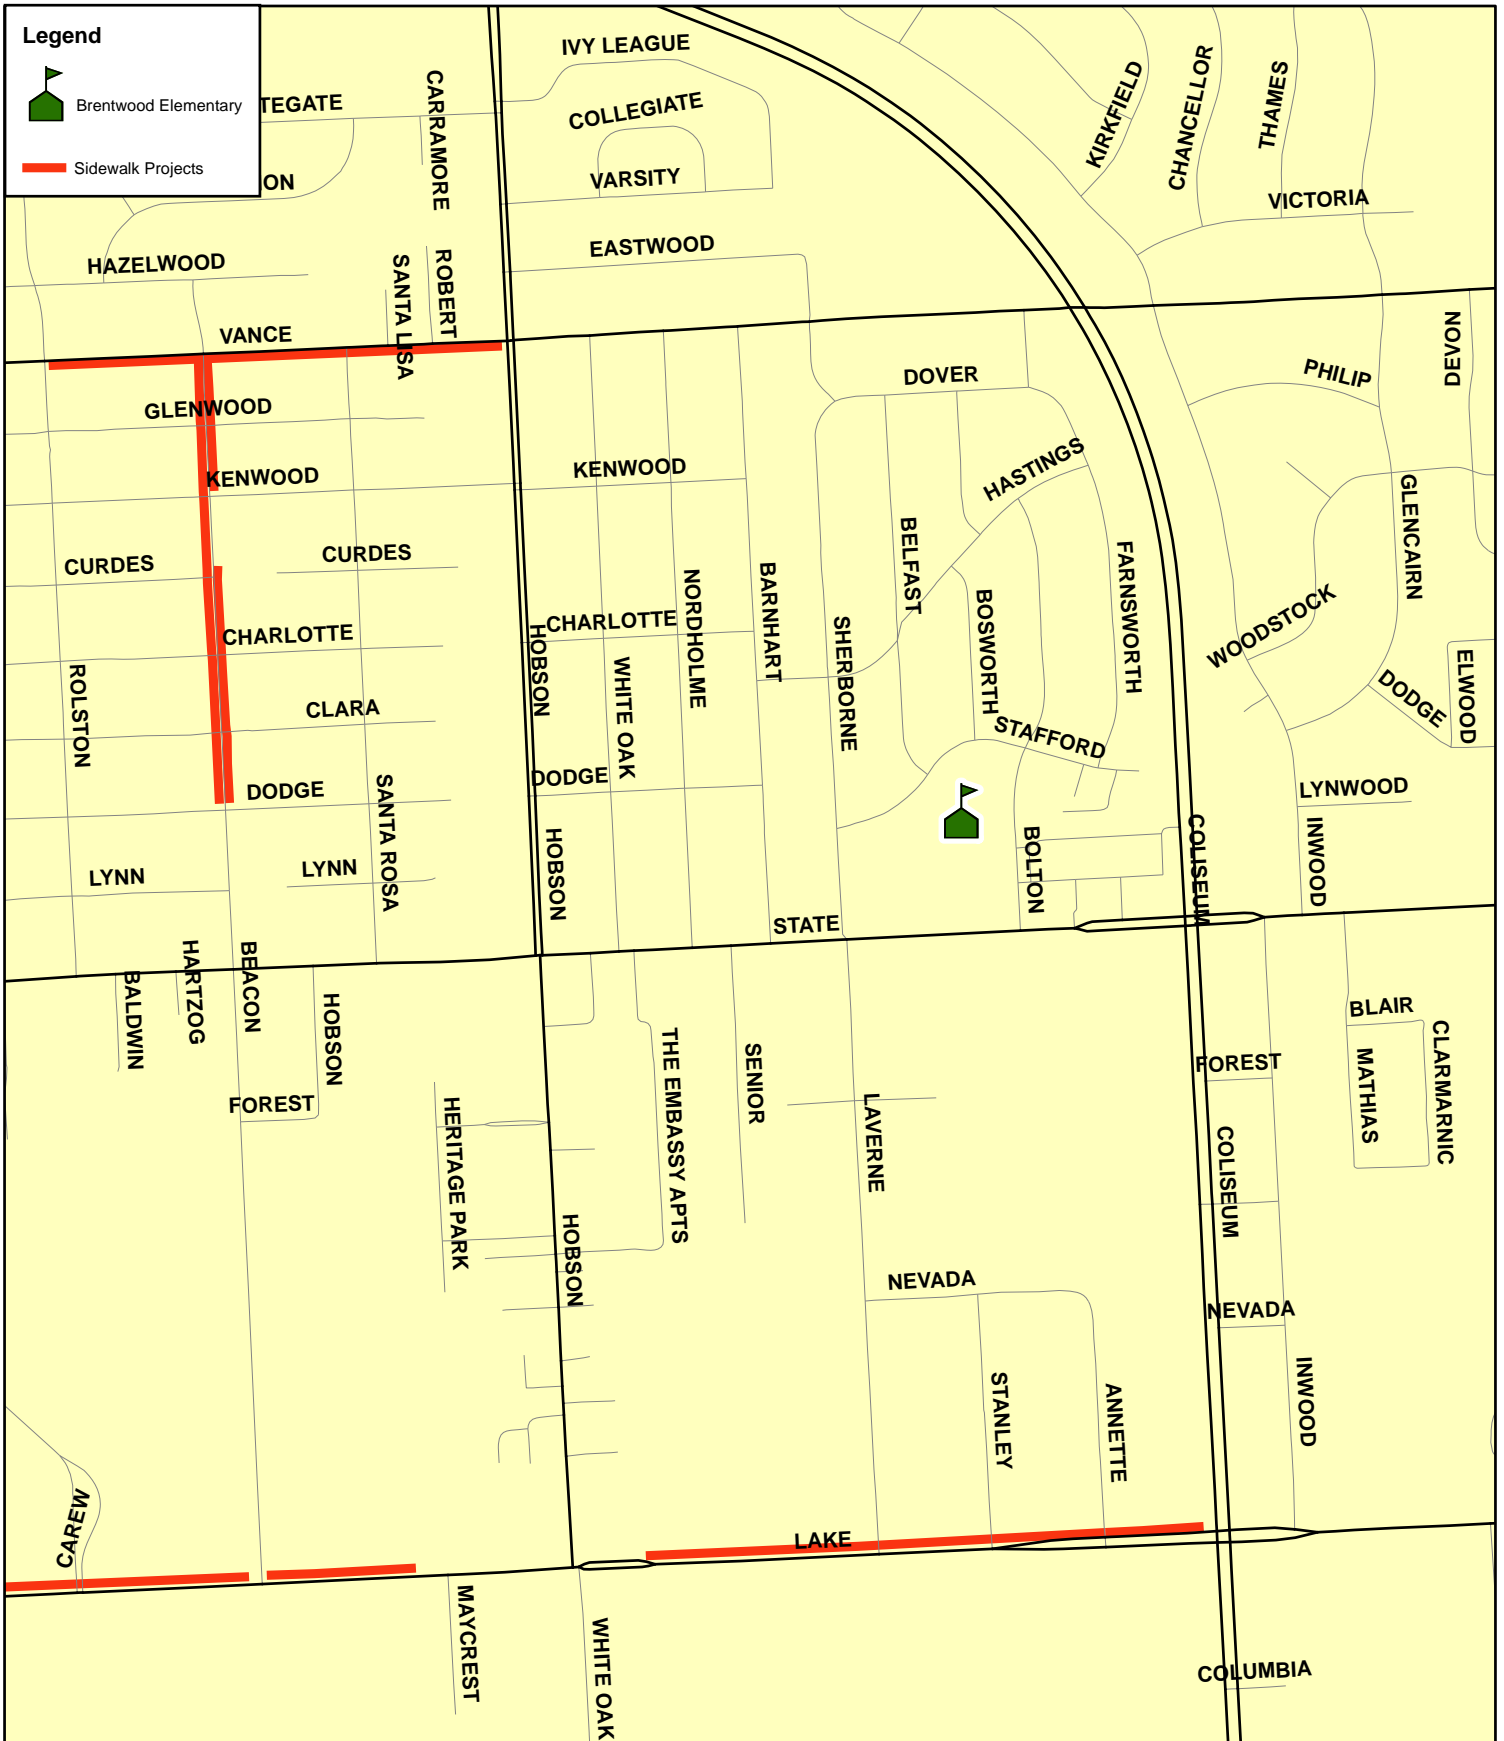 Legend
Brentwood Elementary
Sidewalk Projects
TEGATE
ON
CARRAMORE
IVY LEAGUE
COLLEGIATE
VARSITY
EASTWOOD
KIRKFIELD
CHANCELLOR
THAMES
VICTORIA
HAZELWOOD
SANTA LISA
ROBERT
VANCE
DEVON
PHILIP
DOVER
GLENWOOD
KENWOOD
KENWOOD
HASTINGS
GLENCAIRN
CURDES
CURDES
BELFAST
FARNSWORTH
BARNHART
NORDHOLME
BOSWORTH
WOODSTOCK
CHARLOTTE
CHARLOTTE
HOBSON
WHITE OAK
SHERBORNE
ROLSTON
CLARA
STAFFORD
DODGE
ELWOOD
DODGE
DODGE
SANTA ROSA
LYNWOOD
INWOOD
COLISEUM
HOBSON
BOLTON
LYNN
LYNN
STATE
BALDWIN
HARTZOG
BEACON
HOBSON
FOREST
THE EMBASSY APTS
SENIOR
LAVERNE
BLAIR
CLARMARNIC
MATHIAS
FOREST
HERITAGE PARK
COLISEUM
HOBSON
NEVADA
NEVADA
STANLEY
ANNETTE
INWOOD
CAREW
LAKE
MAYCREST
WHITE OAK
COLUMBIA